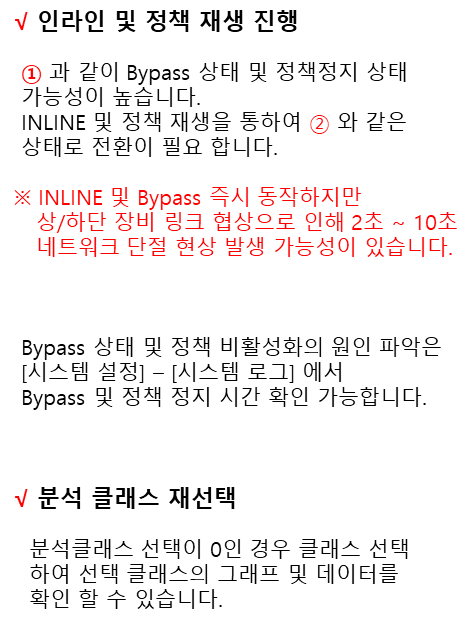 √ 인라인 및 정책 재생 진행
① 과 같이 Bypass 상태 및 정책정지 상태
가능성이 높습니다.
INLINE 및 정책 재생을 통하여 ② 와 같은
상태로 전환이 필요 합니다.
※ INLINE 및 Bypass 즉시 동작하지만
상/하단 장비 링크 협상으로 인해 2초 ~ 10초
네트워크 단절 현상 발생 가능성이 있습니다.
Bypass 상태 및 정책 비활성화의 원인 파악은
[시스템 설정] – [시스템 로그] 에서
Bypass 및 정책 정지 시간 확인 가능합니다.
√ 분석 클래스 재선택
분석클래스 선택이 0인 경우 클래스 선택
하여 선택 클래스의 그래프 및 데이터를
확인 할 수 있습니다.